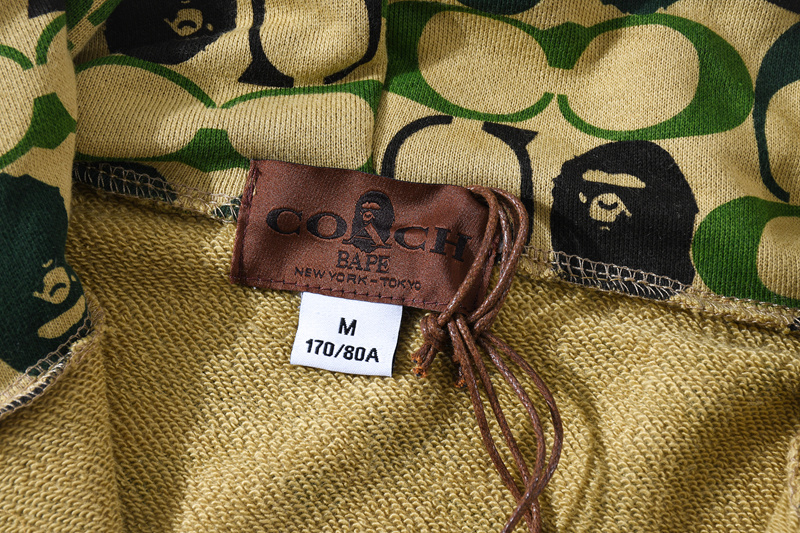 COACH
BAPE
NEW YORK - TOKYO
M
170/80A